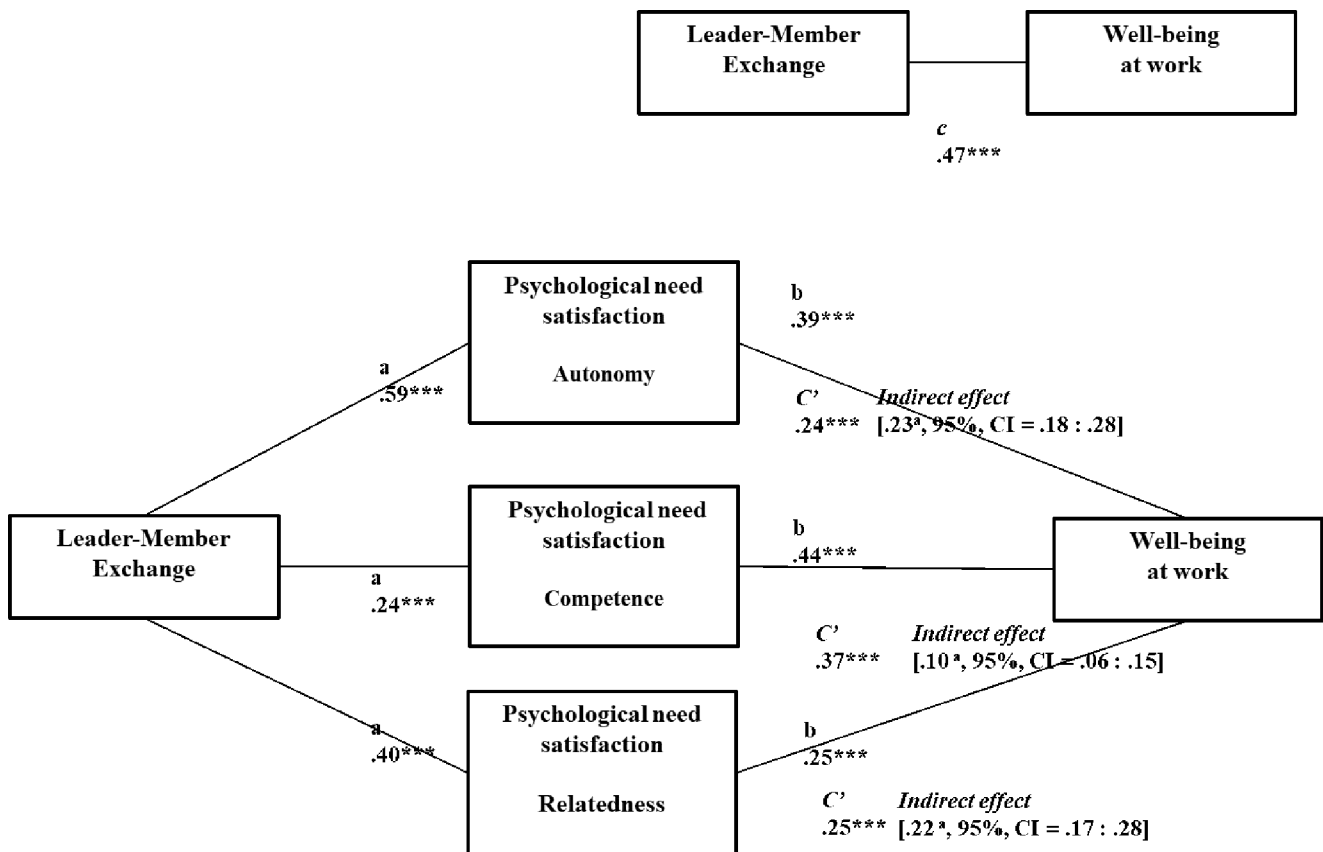 Leader-Member
Exchange
Well-being
at work
c
.47***
Psychological need
satisfaction
Autonomy
b
.39***
a
.59***
C’ Indirect effect
.24*** [.23ᵃ, 95%, CI = .18 : .28]
Leader-Member
Exchange
Psychological need
satisfaction
Competence
a
.24***
b
.44***
Well-being
at work
C’ Indirect effect
.37*** [.10 ᵃ, 95%, CI = .06 : .15]
Psychological need
satisfaction
Relatedness
a
.40***
b
.25***
C’ Indirect effect
.25*** [.22 ᵃ, 95%, CI = .17 : .28]